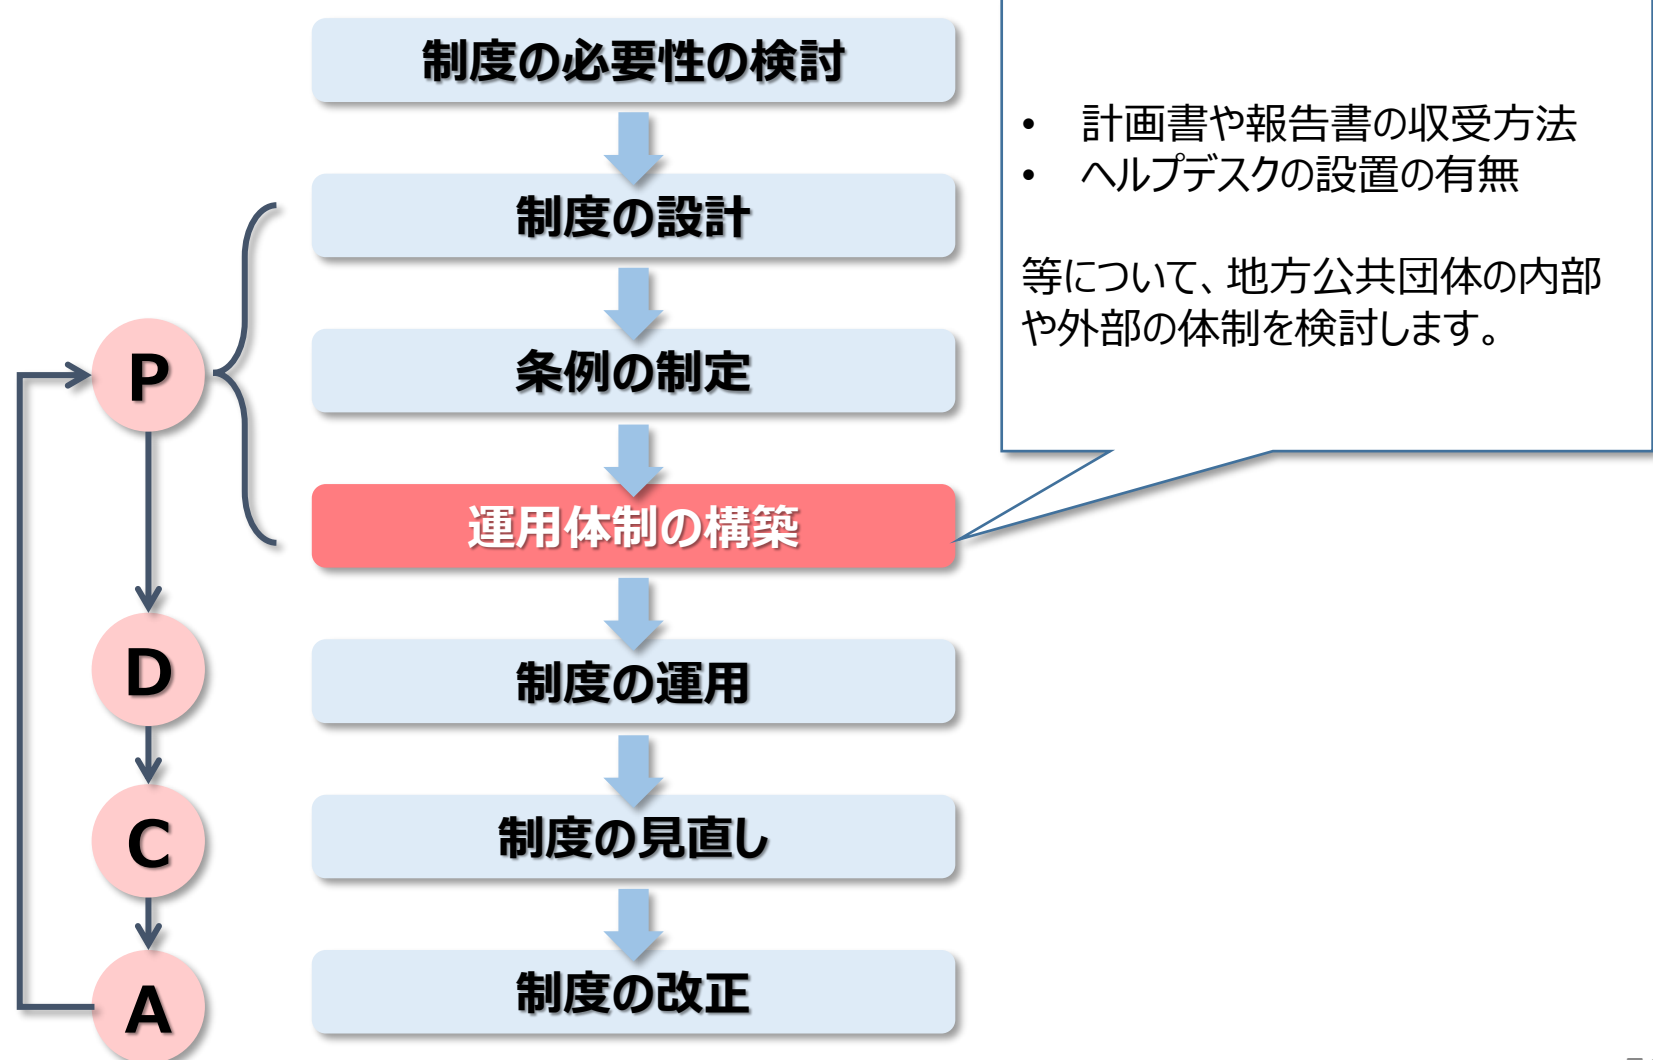 制度の必要性の検討
• 計画書や報告書の収受方法
• ヘルプデスクの設置の有無
等について、地方公共団体の内部
や外部の体制を検討します。
制度の設計
条例の制定
P
運用体制の構築
D
制度の運用
C
制度の見直し
A
制度の改正